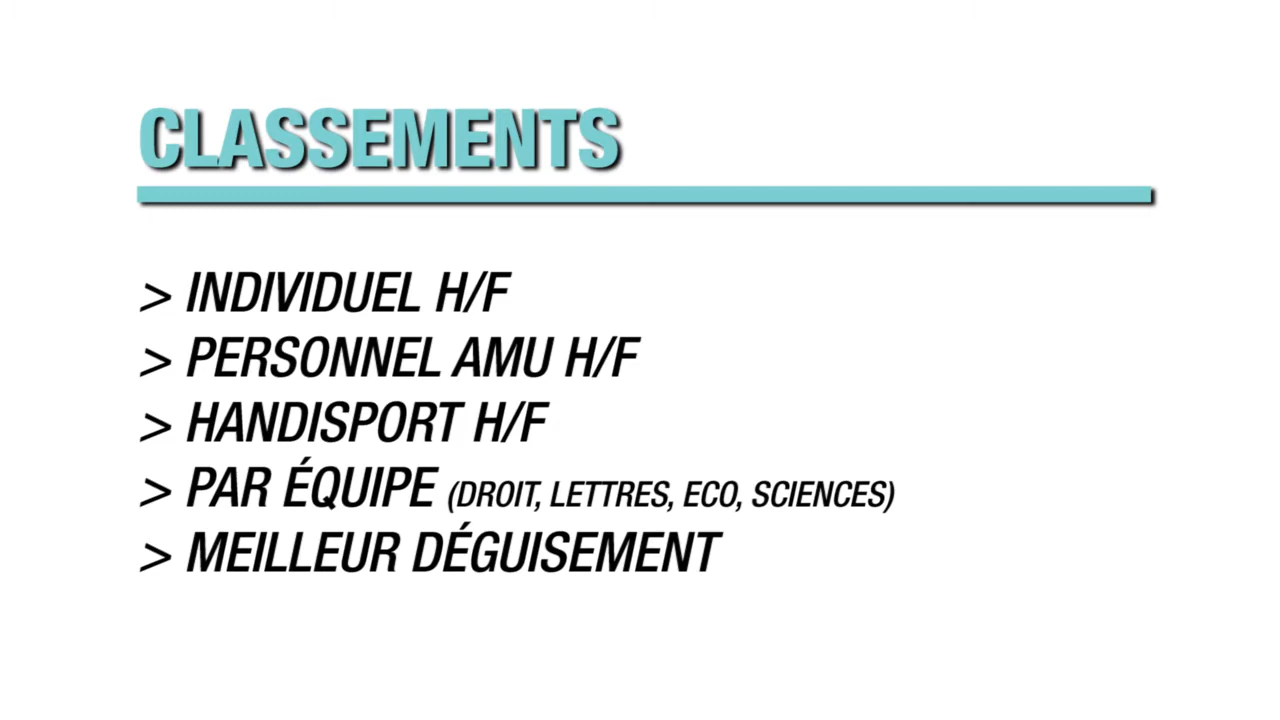 CLASSEMENTS
> INDIVIDUEL H/F
> PERSONNEL AMU H/F
> HANDISPORT H/F
> PAR ÉQUIPE (DROIT, LETTRES, ECO, SCIENCES)
> MEILLEUR DÉGUISEMENT